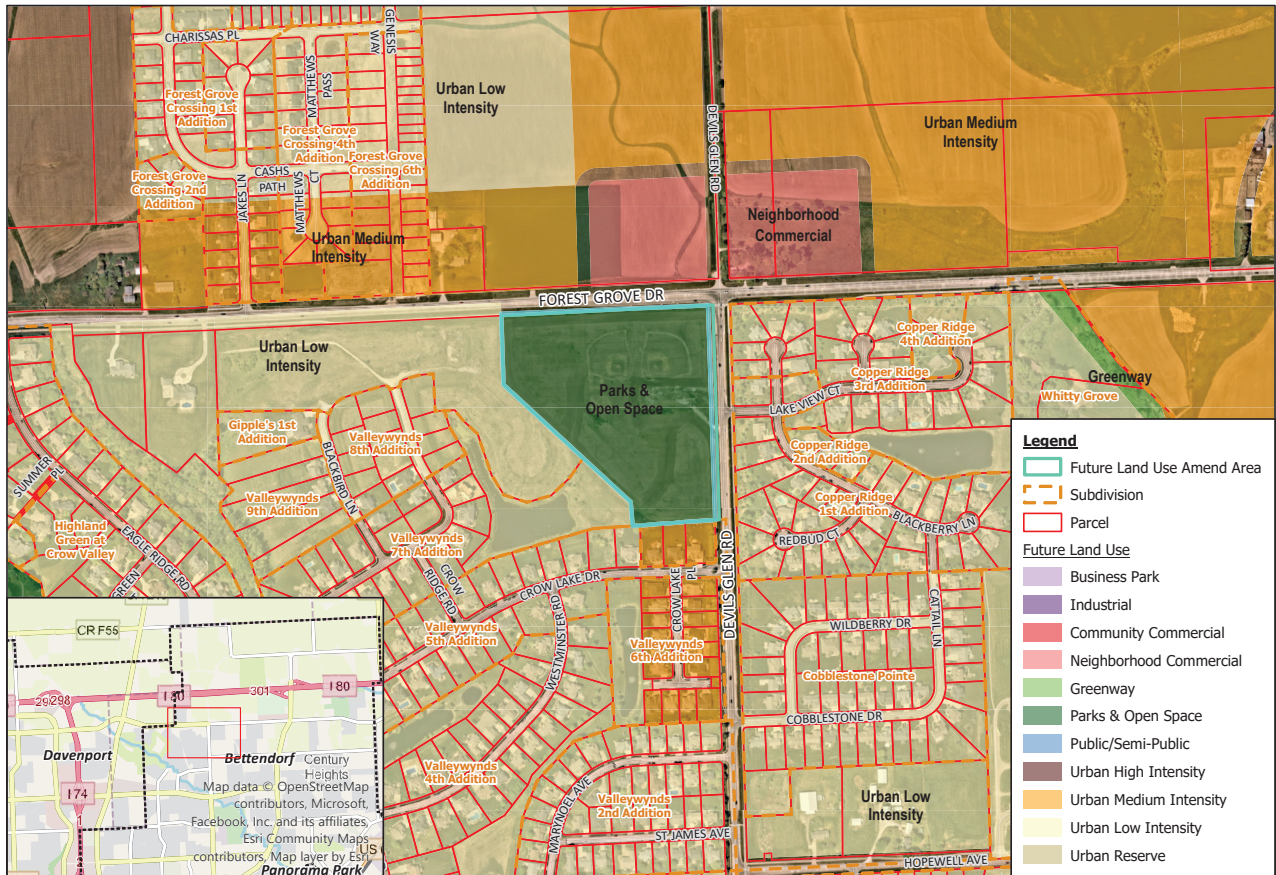 CHARISSAS PL
GENESIS
WAY
MATTHEWS
PASS
Forest Grove
Crossing 1st
Addition
Urban Low
Intensity
DEVILS GLEN RD
Urban Medium
Intensity
Forest Grove
Crossing 4th
Addition
Forest Grove
Crossing 6th
Addition
CASHS
PATH
Forest Grove
Crossing 2nd
Addition
JAKES LN
MATTHEWS
CT
Urban Medium
Intensity
Neighborhood
Commercial
FOREST GROVE DR
Urban Low
Intensity
Parks &
Open Space
Copper Ridge
4th Addition
Copper Ridge
3rd Addition
LAKE VIEW CT
Greenway
Whitty Grove
Gipple's 1st
Addition
Valleywynds
8th Addition
BLACKBIRD LN
Valleywynds
9th Addition
Copper Ridge
2nd Addition
Copper Ridge
1st Addition
BLACKBERRY LN
REDBUD CT
SUMMER
PL
Highland
Green at
Crow Valley
EAGLE RIDGE RD
GREEN
Valleywynds
7th Addition
CROW
RIDGE RD
CROW LAKE DR
CROW LAKE
PL
DEVILS GLEN RD
Valleywynds
5th Addition
WESTMINSTER RD
Valleywynds
6th Addition
CATTAIL LN
WILDBERRY DR
Cobblestone Pointe
COBBLESTONE DR
Valleywynds
4th Addition
MARYNOEL AVE
Valleywynds
2nd Addition
ST JAMES AVE
Urban Low
Intensity
HOPEWELL AVE
Legend
Future Land Use Amend Area
Subdivision
Parcel
Future Land Use
Business Park
Industrial
Community Commercial
Neighborhood Commercial
Greenway
Parks & Open Space
Public/Semi-Public
Urban High Intensity
Urban Medium Intensity
Urban Low Intensity
Urban Reserve
CR F55
I 80
301
I 80
298
Davenport
Bettendorf
Century
Heights
I 74
1
Map data © OpenStreetMap
contributors, Microsoft,
Facebook, Inc. and its affiliates,
Esri Community Maps
contributors, Map layer by Esri
US
Panorama Park